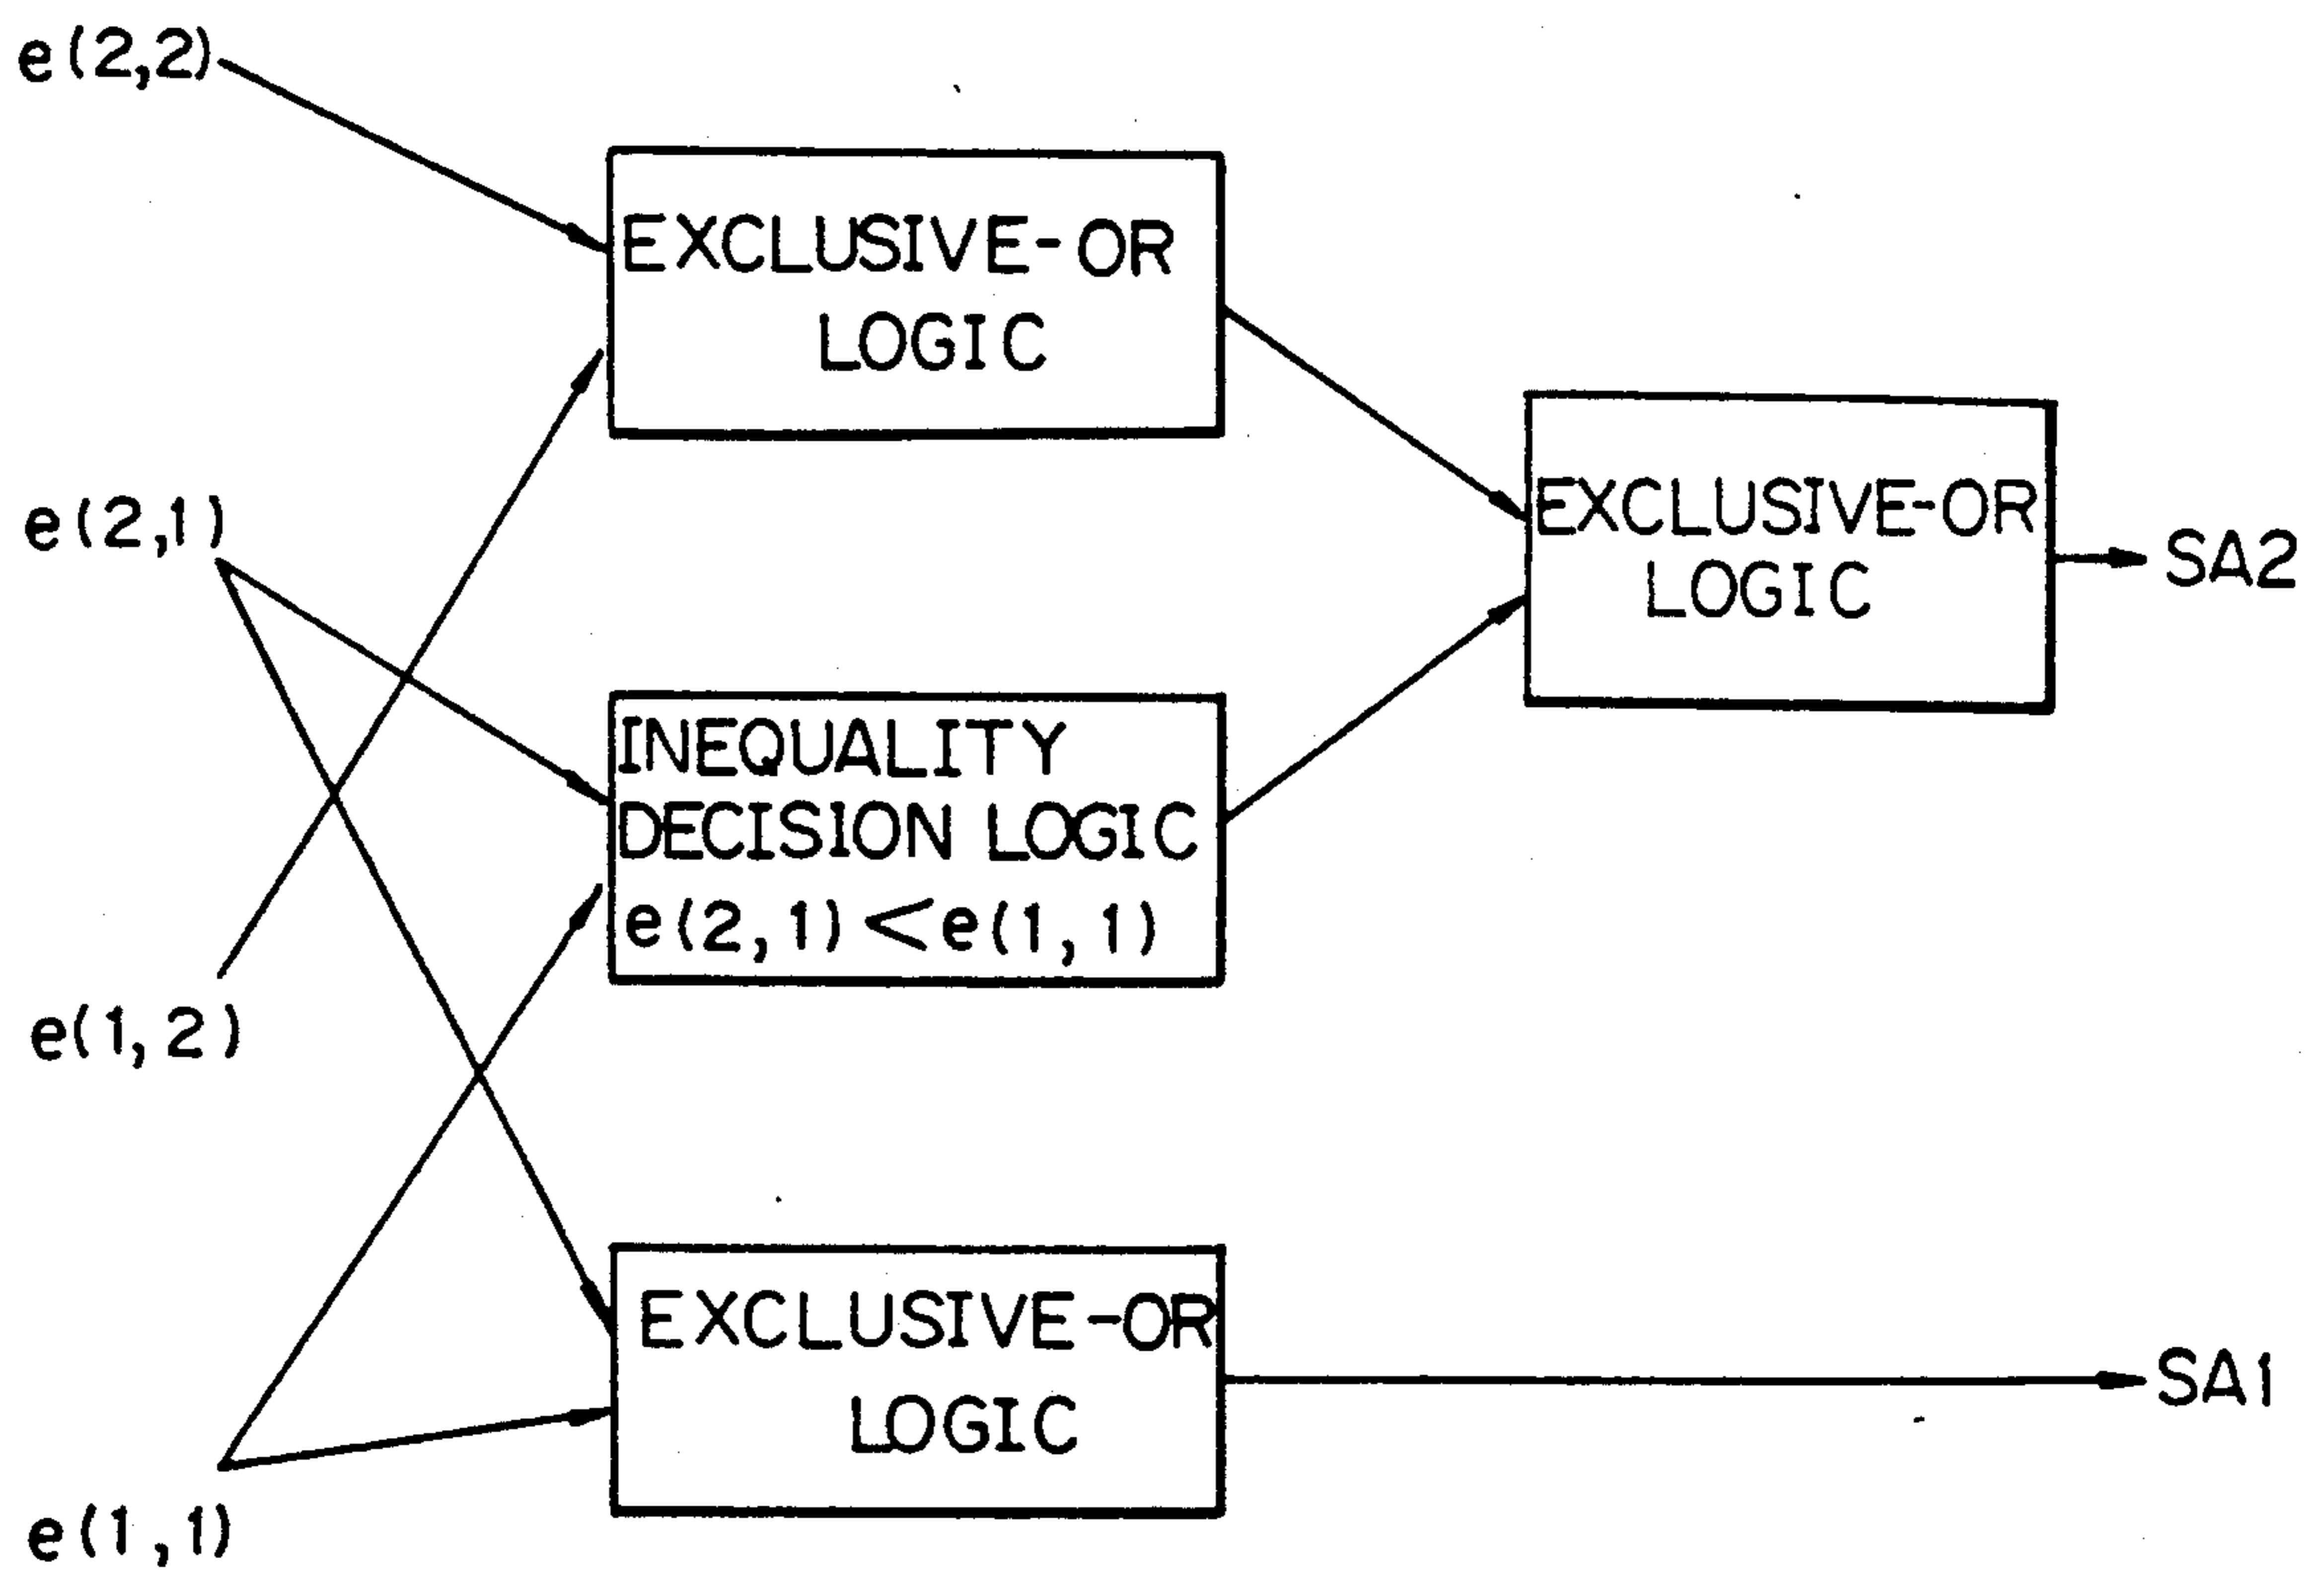 e(2,2)
EXCLUSIVE-OR
LOGIC
e(2,1)
EXCLUSIVE-OR
LOGIC
SA2
INEQUALITY
DECISION LOGIC
e(2,1)<e(1,1)
e(1,2)
EXCLUSIVE-OR
LOGIC
SA1
e(1,1)